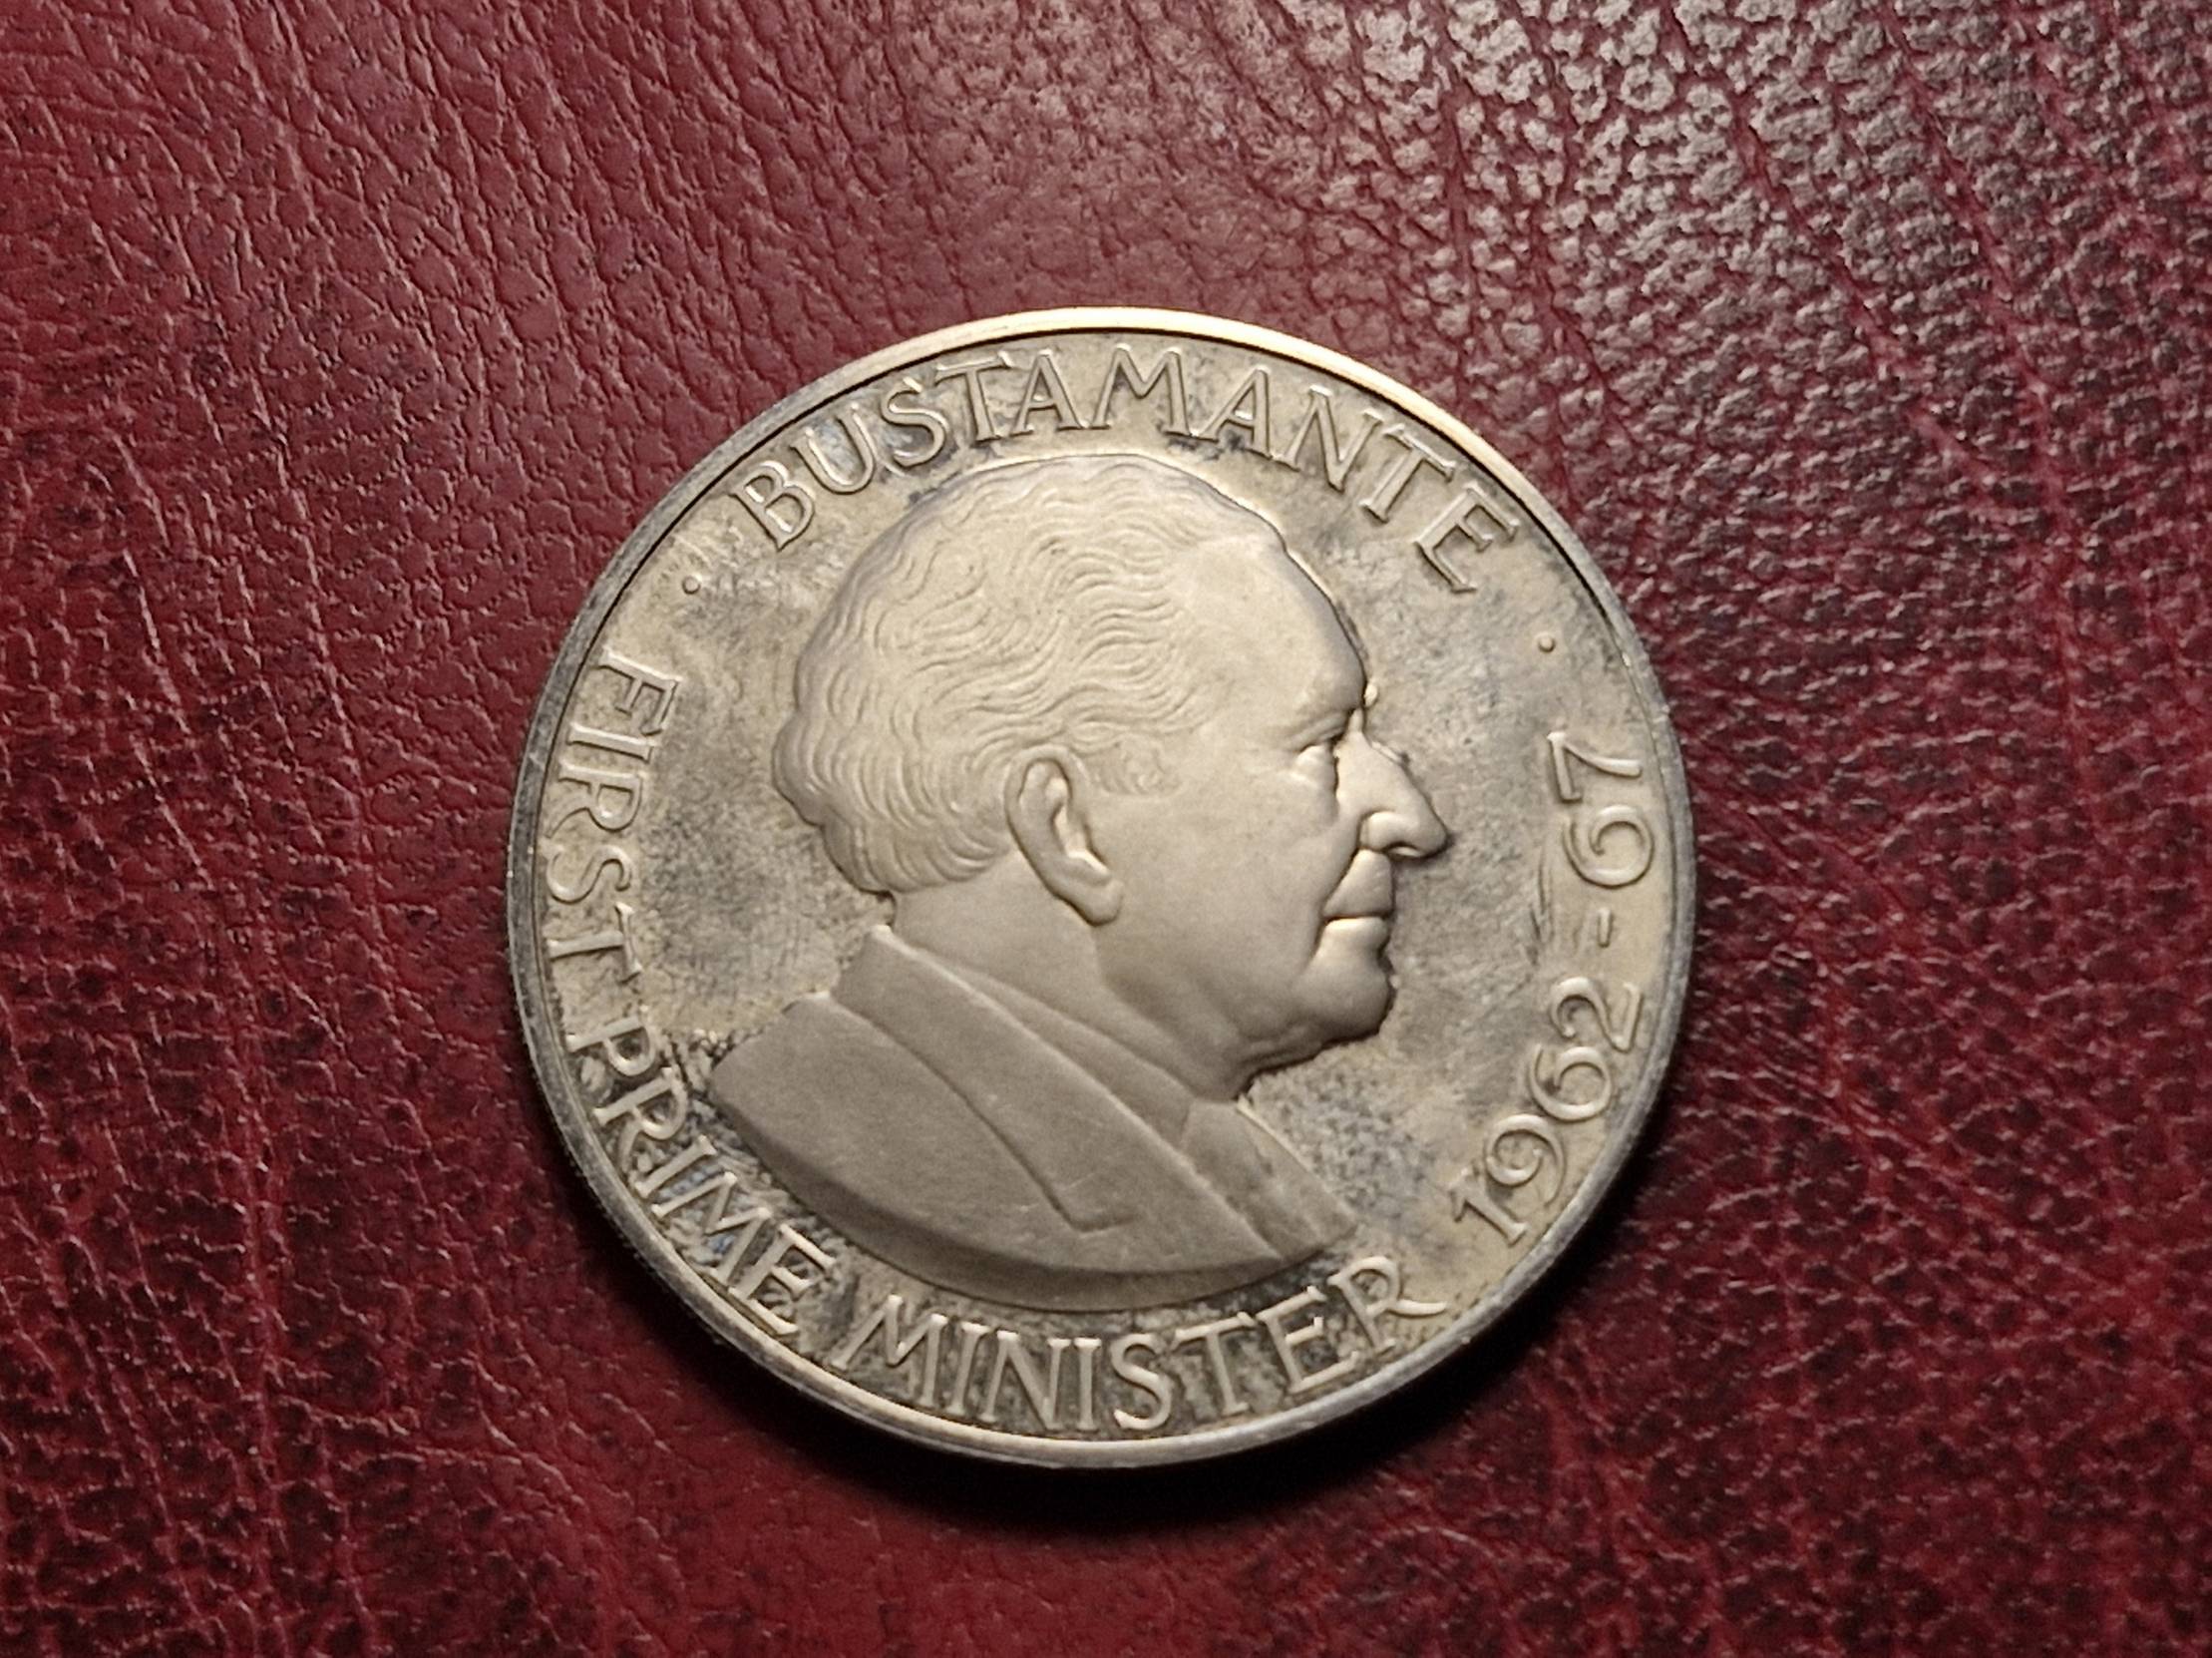 · BUSTAMANTE ·
FIRST PRIME MINISTER 1962-67